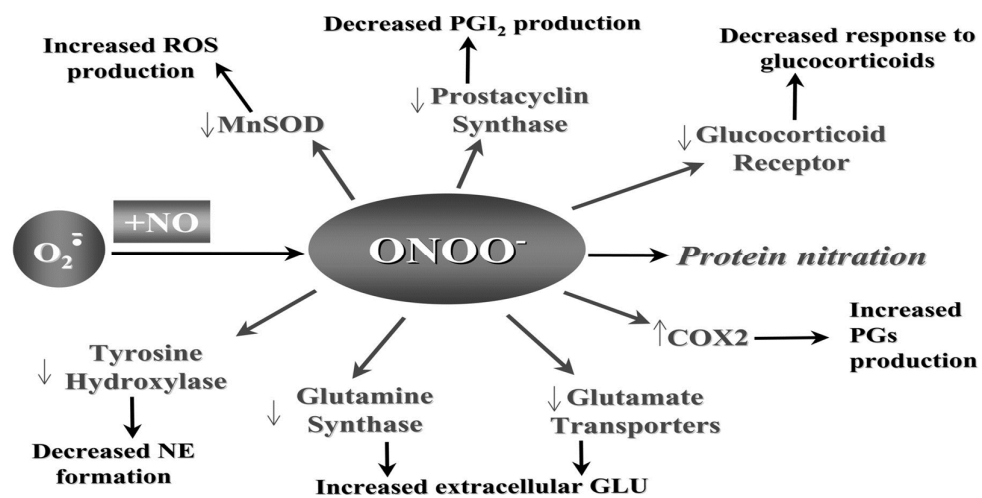 Increased ROS
production
Decreased PGI₂ production
Decreased response to
glucocorticoids
↓ MnSOD
↓ Prostacyclin
Synthase
↓ Glucocorticoid
Receptor
O₂•̄
+NO
ONOO⁻
Protein nitration
↑COX2
Increased
PGs
production
↓ Tyrosine
Hydroxylase
↓ Glutamine
Synthase
↓ Glutamate
Transporters
Decreased NE
formation
Increased extracellular GLU